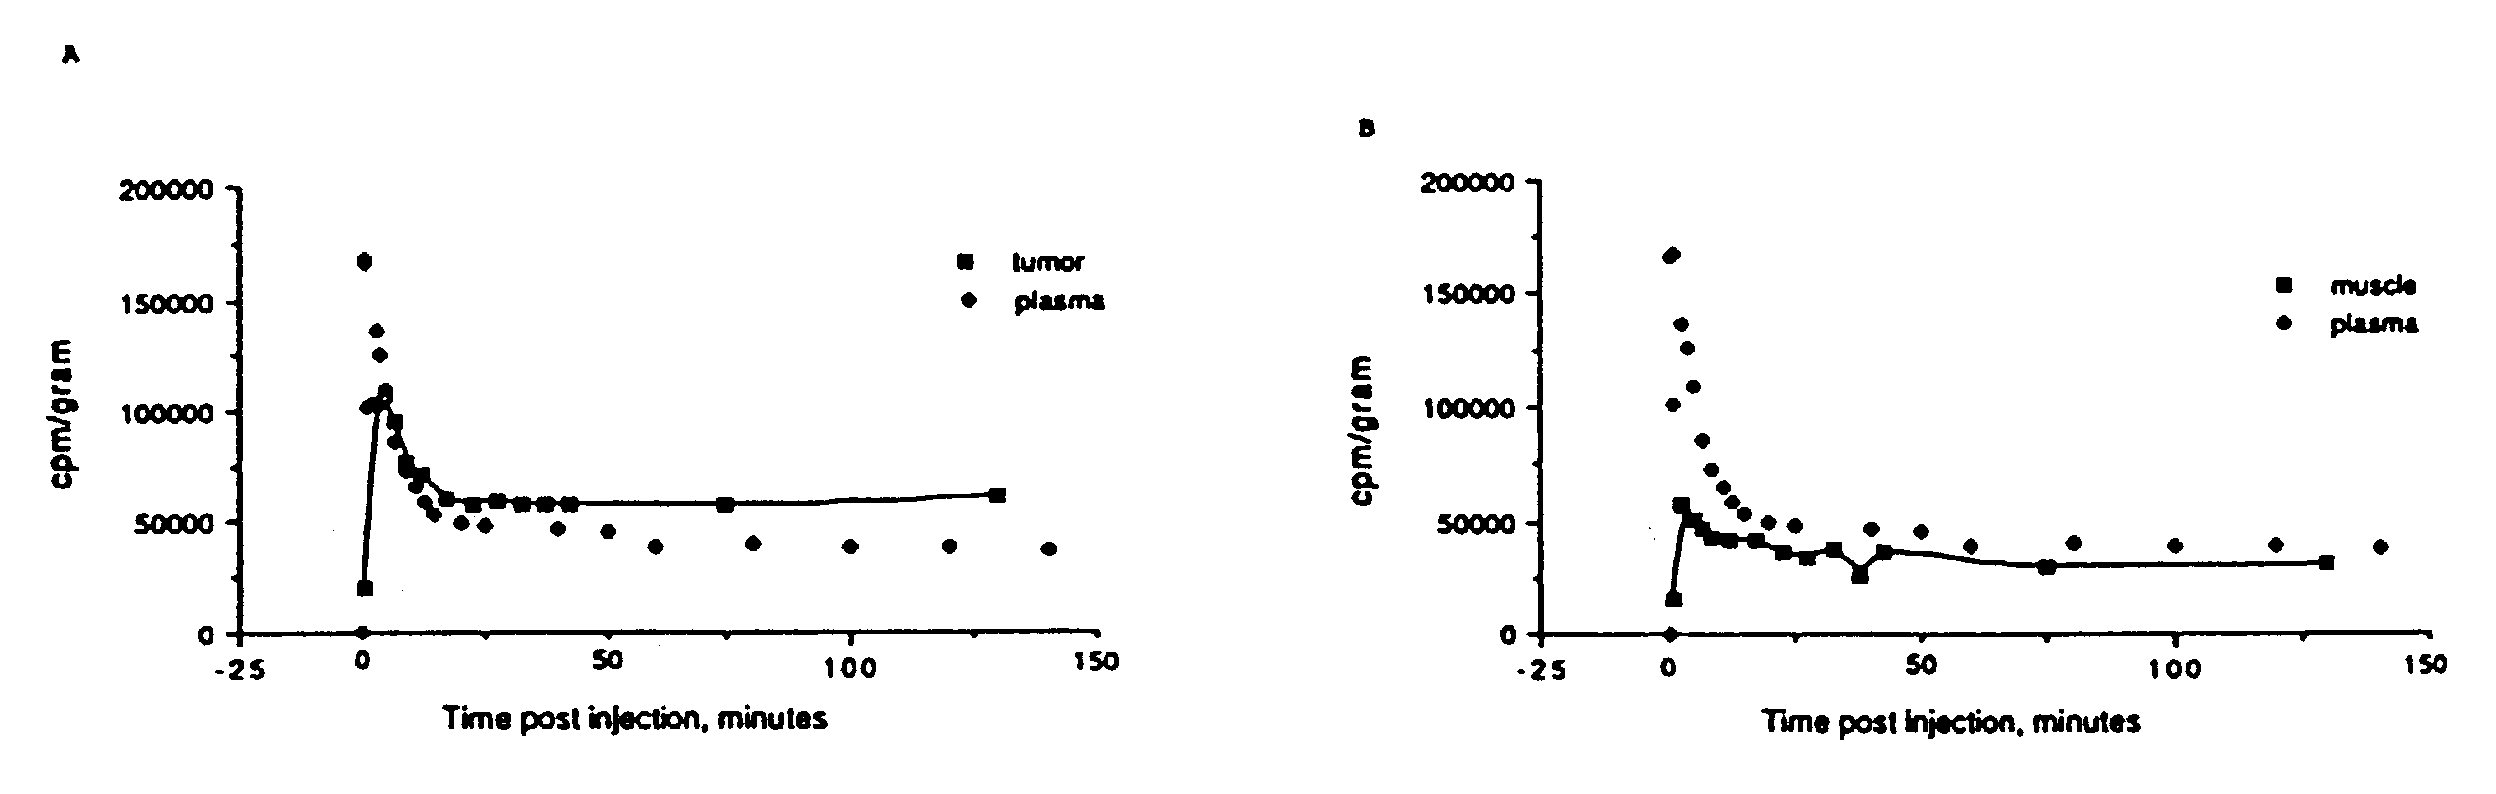 A
200000
150000
100000
50000
0
-25
0
50
100
150
cpm/gram
Time post injection, minutes
tumor
plasma
B
200000
150000
100000
50000
0
-25
0
50
100
150
cpm/gram
Time post injection, minutes
muscle
plasma